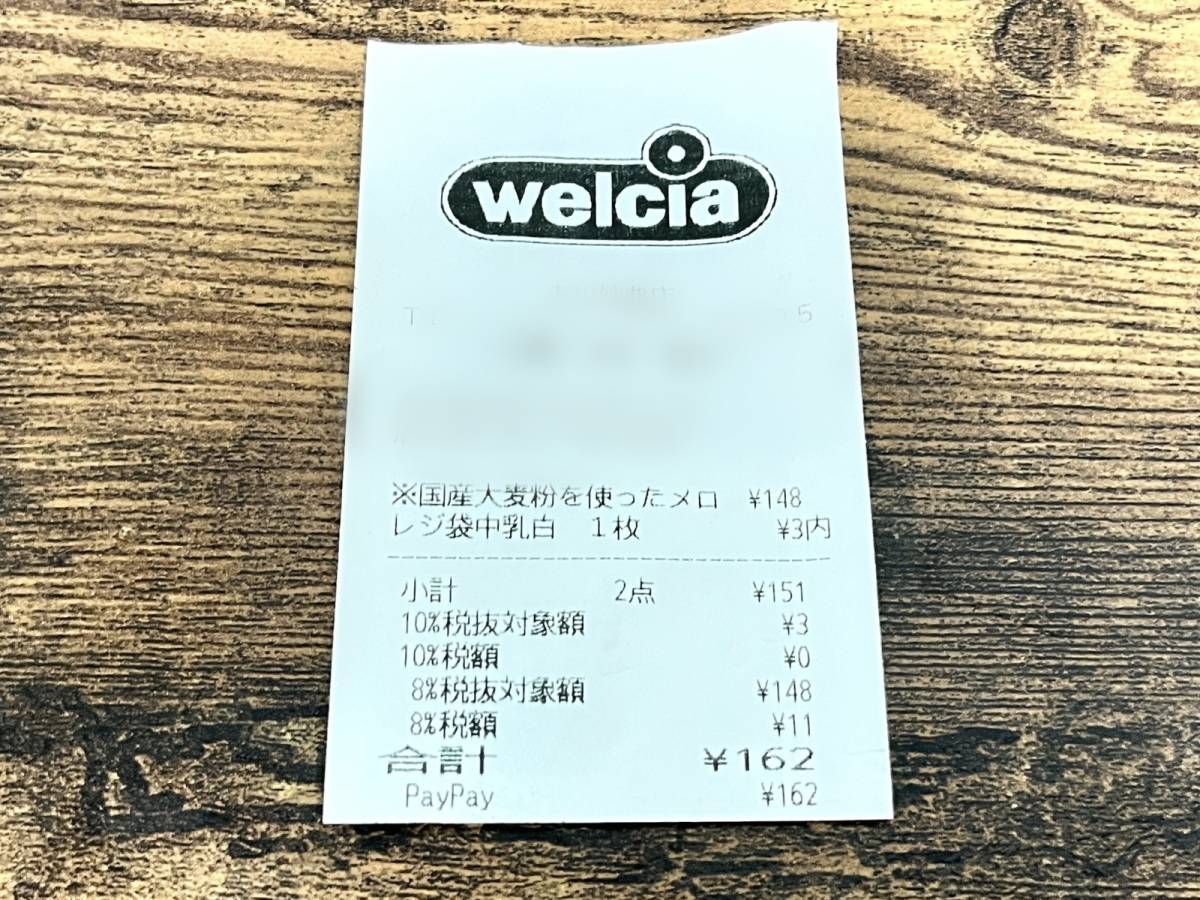 welcia
※国産大麦粉を使ったメロ ¥148
レジ袋中乳白 1枚 ¥3内
小計 2点 ¥151
10%税抜対象額 ¥3
10%税額 ¥0
8%税抜対象額 ¥148
8%税額 ¥11
合計 ¥162
PayPay ¥162